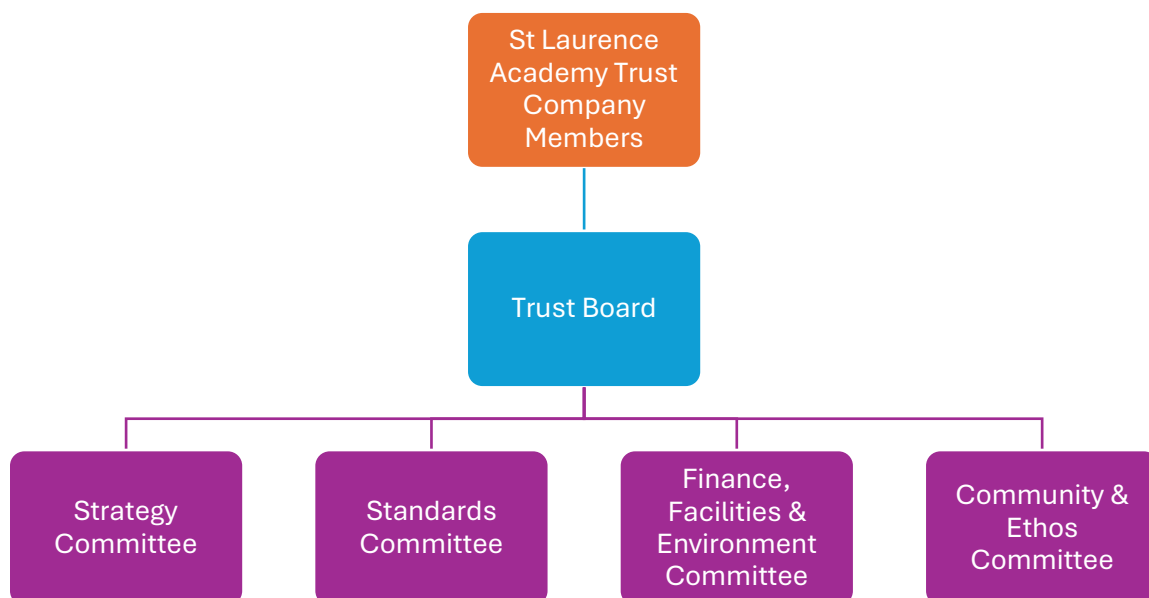 St Laurence
Academy Trust
Company
Members
Trust Board
Strategy
Committee
Standards
Committee
Finance,
Facilities &
Environment
Committee
Community &
Ethos
Committee